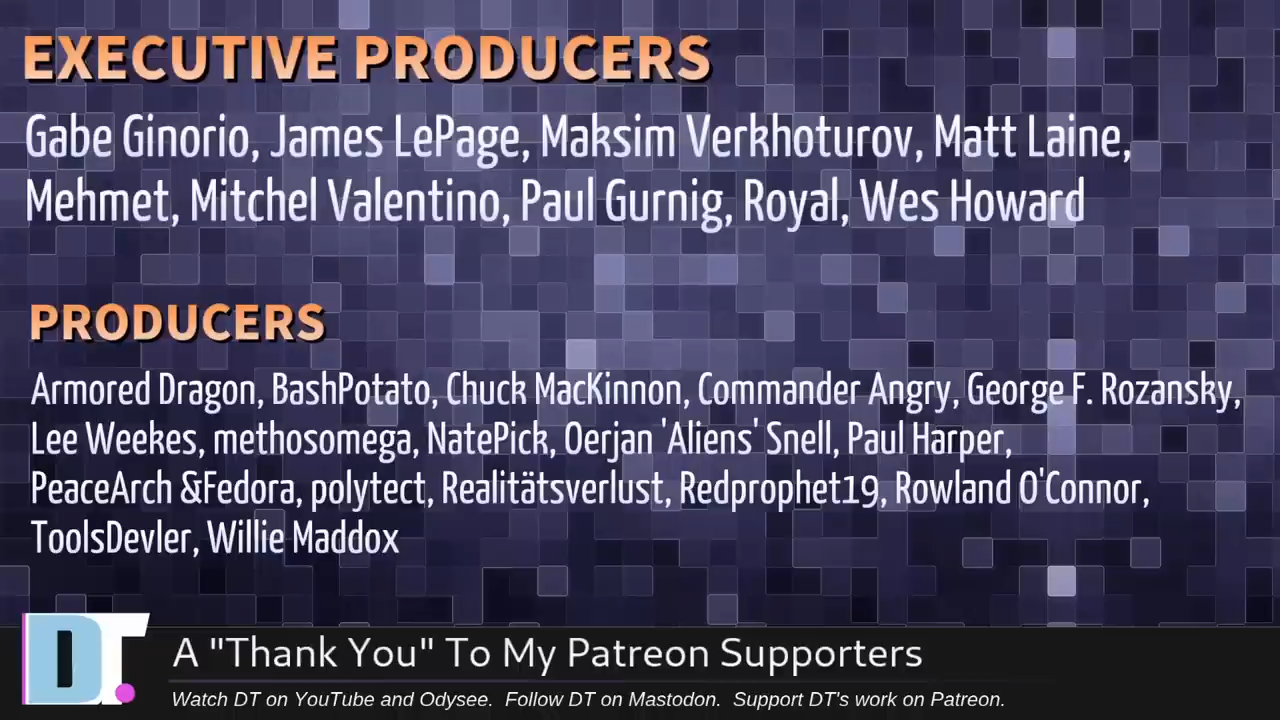 EXECUTIVE PRODUCERS
Gabe Ginorio, James LePage, Maksim Verkhoturov, Matt Laine,
Mehmet, Mitchel Valentino, Paul Gurnig, Royal, Wes Howard
PRODUCERS
Armored Dragon, BashPotato, Chuck MacKinnon, Commander Angry, George F. Rozansky,
Lee Weekes, methosomega, NatePick, Oerjan 'Aliens' Snell, Paul Harper,
PeaceArch &Fedora, polytect, Realitätsverlust, Redprophet19, Rowland O'Connor,
ToolsDevler, Willie Maddox
DT.
A "Thank You" To My Patreon Supporters
Watch DT on YouTube and Odysee. Follow DT on Mastodon. Support DT's work on Patreon.